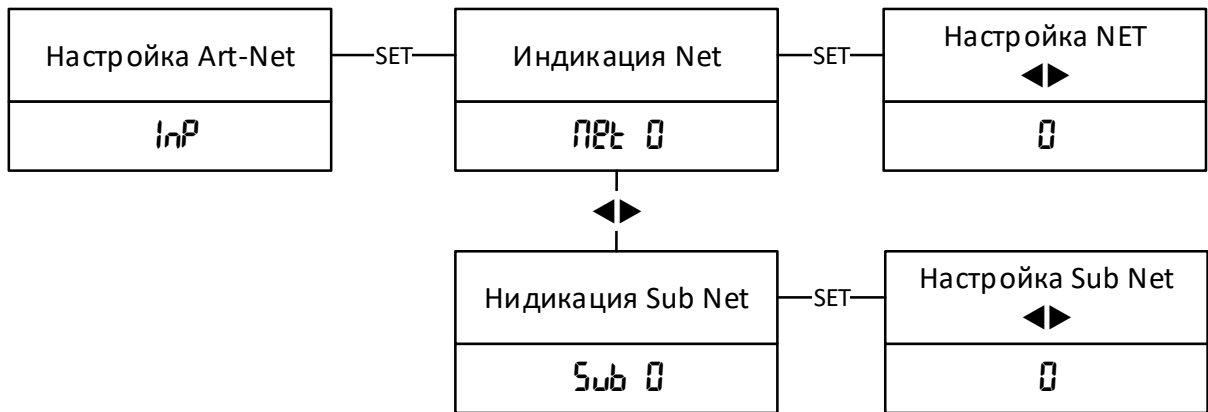 Настройка Art-Net
SET
Индикация Net
SET
Настройка NET
◀▶
InP
Net 0
0
◀▶
Нидикация Sub Net
SET
Настройка Sub Net
◀▶
Sub 0
0